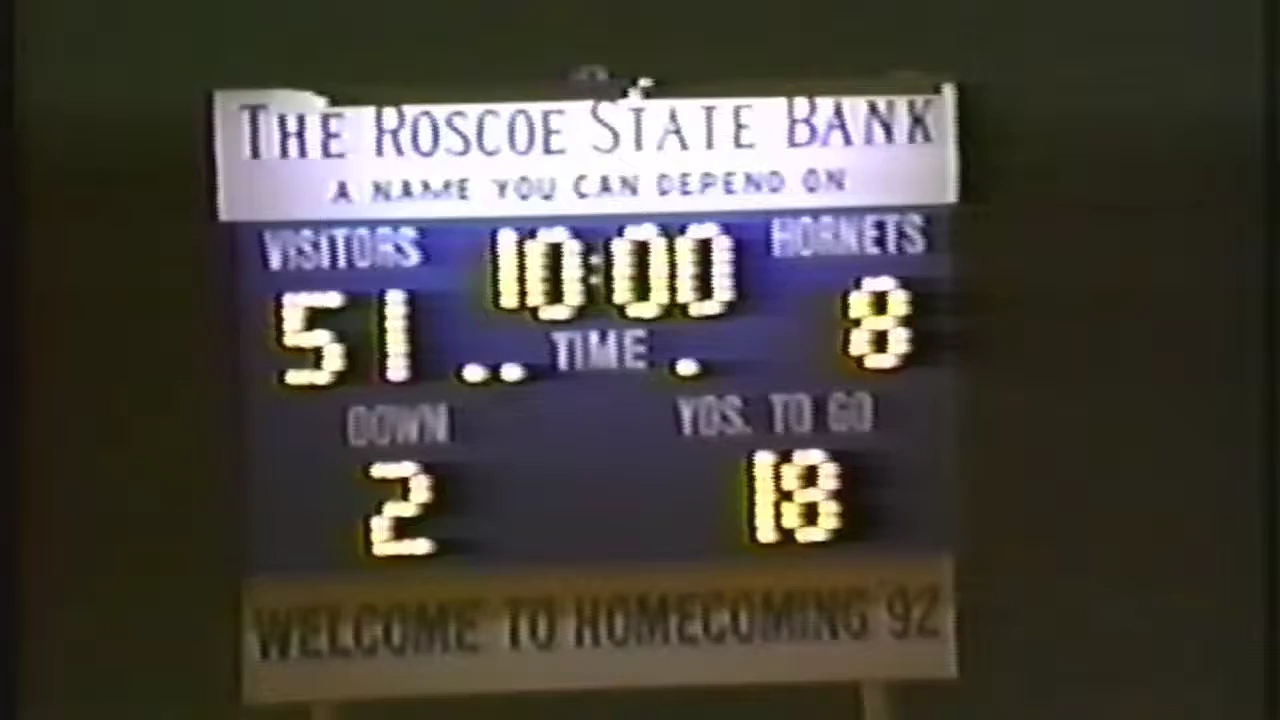 THE ROSCOE STATE BANK
A NAME YOU CAN DEPEND ON
VISITORS 10:00 HORNETS
51 TIME 8
DOWN YDS. TO GO
2 18
WELCOME TO HOMECOMING '92